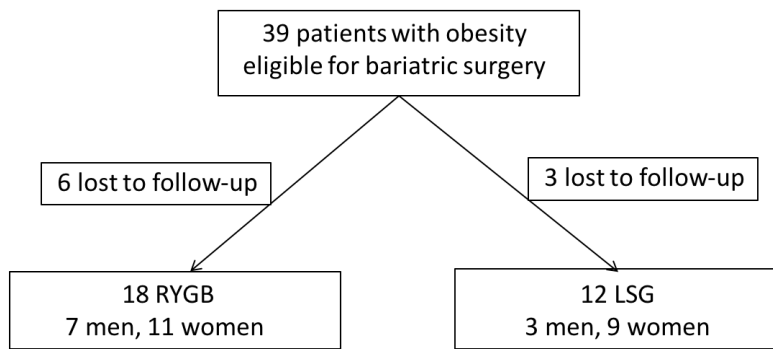 39 patients with obesity
eligible for bariatric surgery
6 lost to follow-up
3 lost to follow-up
18 RYGB
7 men, 11 women
12 LSG
3 men, 9 women